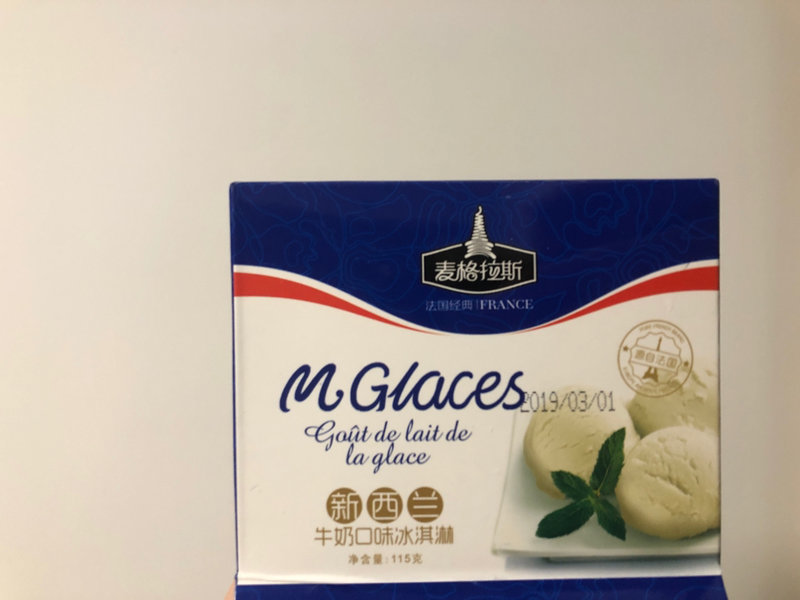 麦格拉斯
法国经典|FRANCE
源自法国
M Glaces
2019/03/01
Goût de lait de
la glace
新西兰
牛奶口味冰淇淋
净含量:115克